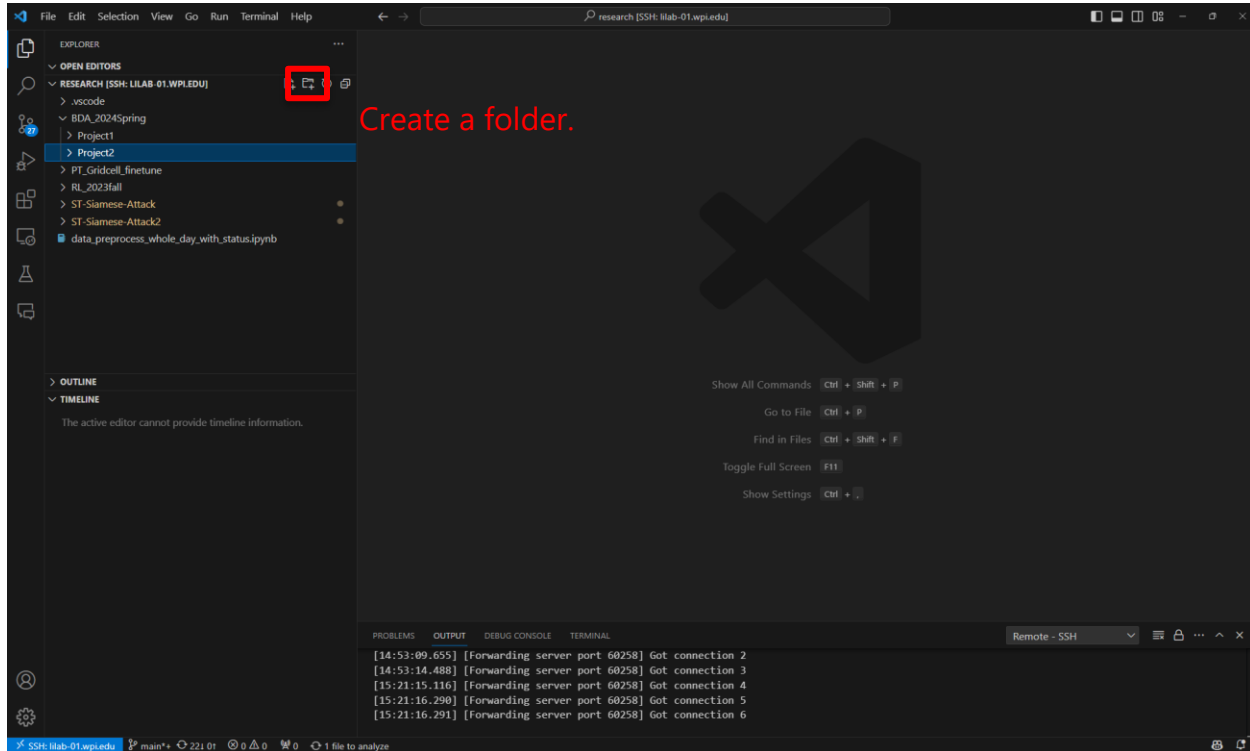 File Edit Selection View Go Run Terminal Help
research [SSH: lilab-01.wpi.edu]
EXPLORER
OPEN EDITORS
RESEARCH [SSH: LILAB-01.WPI.EDU]
.vscode
BDA_2024Spring
Create a folder.
Project1
Project2
PT_Gridcell_finetune
RL_2023fall
ST-Siamese-Attack
ST-Siamese-Attack2
data_preprocess_whole_day_with_status.ipynb
27
OUTLINE
TIMELINE
The active editor cannot provide timeline information.
Show All Commands Ctrl + Shift + P
Go to File Ctrl + P
Find in Files Ctrl + Shift + F
Toggle Full Screen F11
Show Settings Ctrl + ,
PROBLEMS OUTPUT DEBUG CONSOLE TERMINAL Remote - SSH
[14:53:09.655] [Forwarding server port 60258] Got connection 2
[14:53:14.488] [Forwarding server port 60258] Got connection 3
[15:21:15.116] [Forwarding server port 60258] Got connection 4
[15:21:16.290] [Forwarding server port 60258] Got connection 5
[15:21:16.291] [Forwarding server port 60258] Got connection 6
SSH: lilab-01.wpi.edu main*+ 22↓ 0↑ 0 0 0 1 file to analyze